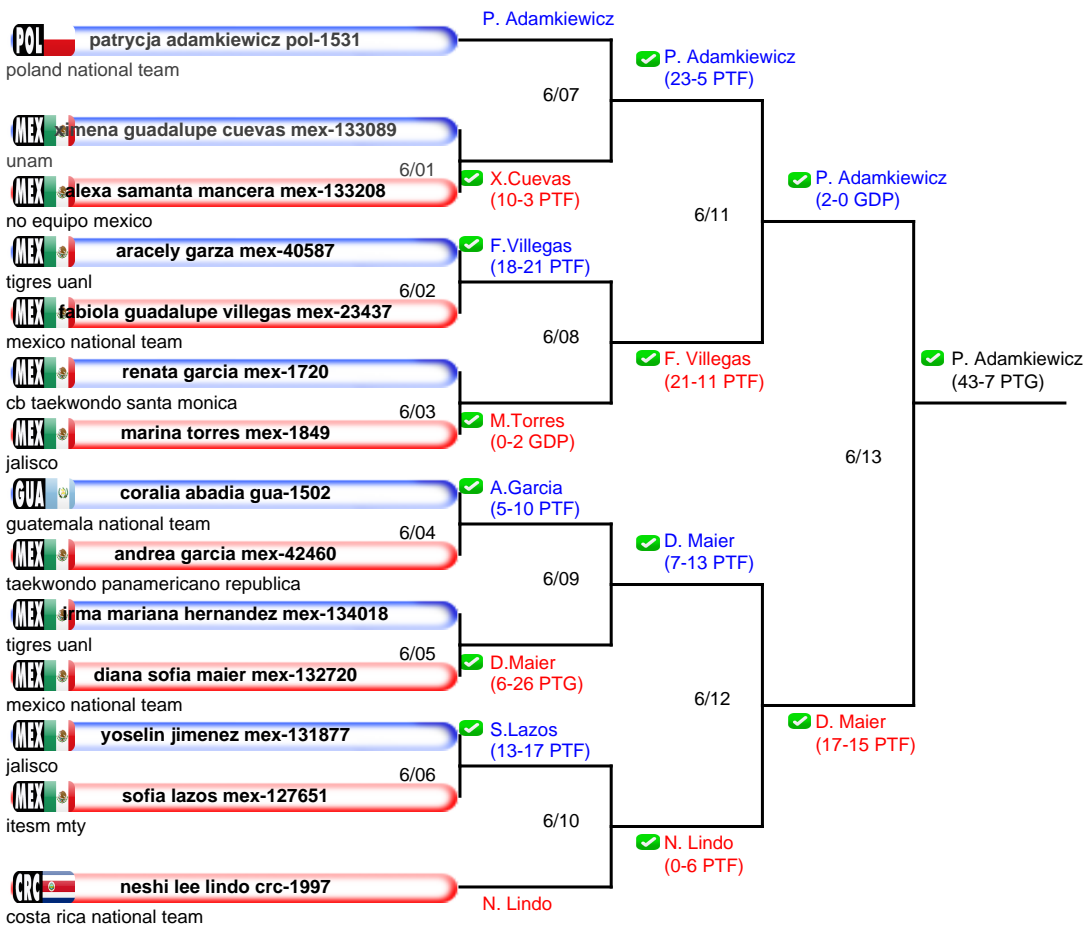 P. Adamkiewicz
POL patrycja adamkiewicz pol-1531
poland national team
P. Adamkiewicz
(23-5 PTF)
6/07
MEX ximena guadalupe cuevas mex-133089
unam
6/01
X.Cuevas
(10-3 PTF)
MEX alexa samanta mancera mex-133208
no equipo mexico
P. Adamkiewicz
(2-0 GDP)
6/11
MEX aracely garza mex-40587
tigres uanl
F.Villegas
(18-21 PTF)
6/02
MEX fabiola guadalupe villegas mex-23437
mexico national team
6/08
F. Villegas
(21-11 PTF)
MEX renata garcia mex-1720
cb taekwondo santa monica
6/03
M.Torres
(0-2 GDP)
MEX marina torres mex-1849
jalisco
P. Adamkiewicz
(43-7 PTG)
6/13
GUA coralia abadia gua-1502
guatemala national team
A.Garcia
(5-10 PTF)
6/04
MEX andrea garcia mex-42460
taekwondo panamericano republica
D. Maier
(7-13 PTF)
6/09
MEX irma mariana hernandez mex-134018
tigres uanl
6/05
D.Maier
(6-26 PTG)
MEX diana sofia maier mex-132720
mexico national team
6/12
D. Maier
(17-15 PTF)
MEX yoselin jimenez mex-131877
jalisco
S.Lazos
(13-17 PTF)
6/06
MEX sofia lazos mex-127651
itesm mty
6/10
N. Lindo
(0-6 PTF)
CRC neshi lee lindo crc-1997
costa rica national team
N. Lindo